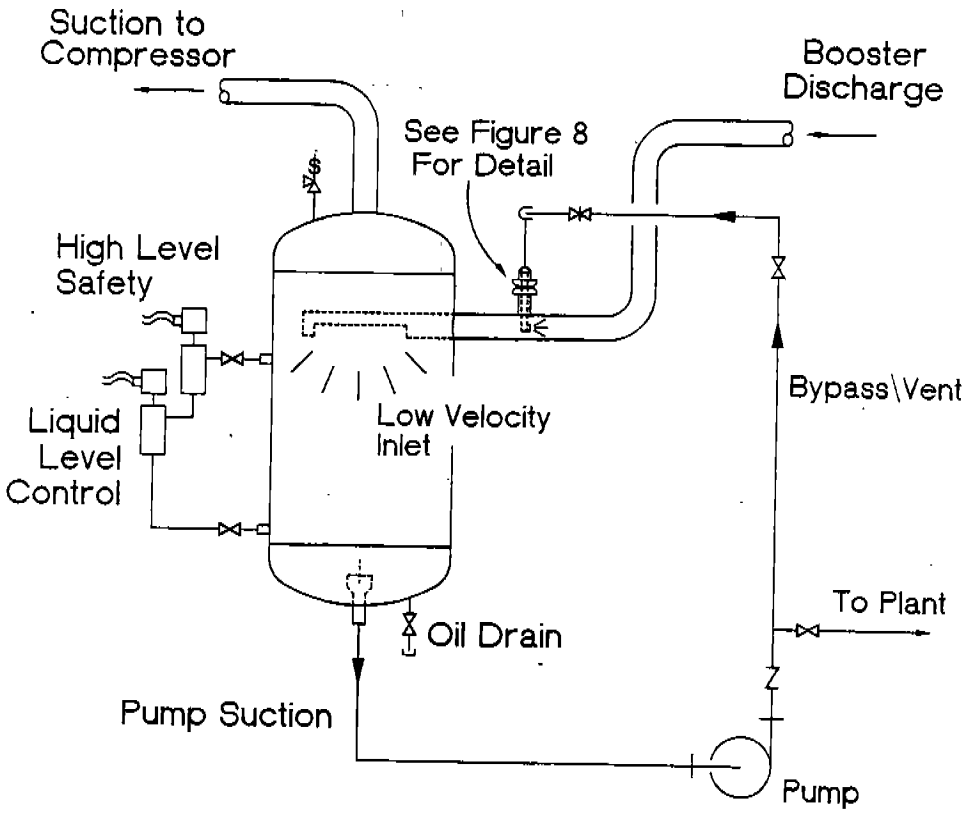 Suction to
Compressor
Booster
Discharge
See Figure 8
For Detail
S
High Level
Safety
Bypass\Vent
Low Velocity
Inlet
Liquid
Level
Control
To Plant
Oil Drain
Pump Suction
Pump